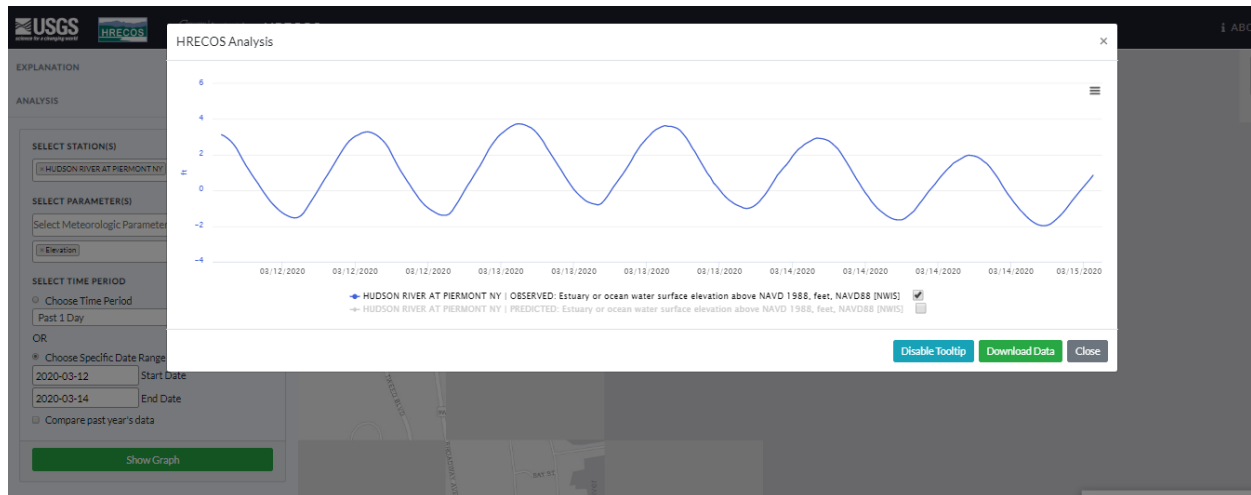 USGS
science for a changing world
HRECOS
HRECOS
ABO
EXPLANATION
ANALYSIS
SELECT STATION(S)
× HUDSON RIVER AT PIERMONT NY
SELECT PARAMETER(S)
Select Meteorologic Parameter
× Elevation
SELECT TIME PERIOD
Choose Time Period
Past 1 Day
OR
Choose Specific Date Range
2020-03-12 Start Date
2020-03-14 End Date
Compare past year's data
Show Graph
HRECOS Analysis ×
6
4
2
0
-2
-4
ft
03/12/2020 03/12/2020 03/12/2020 03/13/2020 03/13/2020 03/13/2020 03/13/2020 03/14/2020 03/14/2020 03/14/2020 03/14/2020 03/15/2020
HUDSON RIVER AT PIERMONT NY | OBSERVED: Estuary or ocean water surface elevation above NAVD 1988, feet, NAVD88 [NWIS]
HUDSON RIVER AT PIERMONT NY | PREDICTED: Estuary or ocean water surface elevation above NAVD 1988, feet, NAVD88 [NWIS]
Disable Tooltip Download Data Close